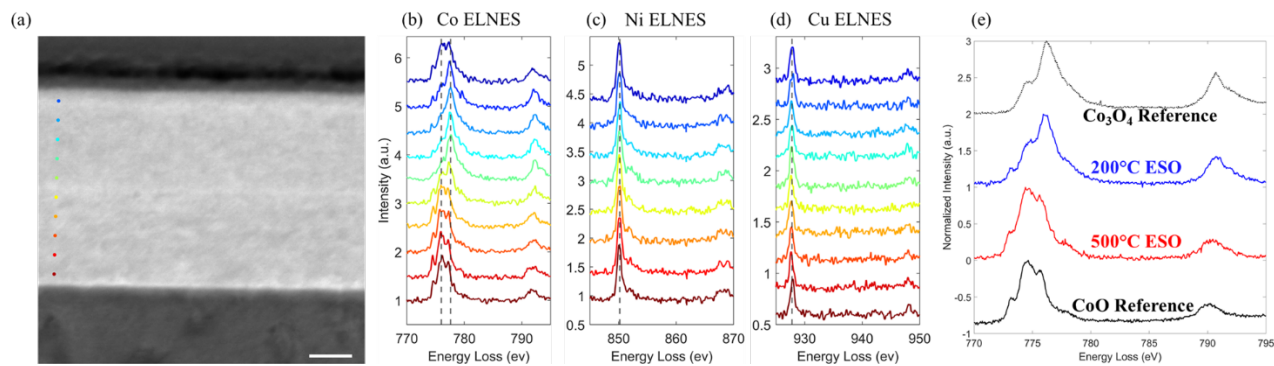 (a)
(b) Co ELNES
6
5
4
3
2
1
770 780 790
Intensity (a.u.)
Energy Loss (ev)
(c) Ni ELNES
5
4.5
4
3.5
3
2.5
2
1.5
1
0.5
850 860 870
Energy Loss (ev)
(d) Cu ELNES
3
2.5
2
1.5
1
0.5
930 940 950
Energy Loss (ev)
(e)
3
2.5
2
1.5
1
0.5
0
-0.5
-1
770 775 780 785 790 795
Normalized Intensity (a.u.)
Energy Loss (eV)
Co₃O₄ Reference
200°C ESO
500°C ESO
CoO Reference